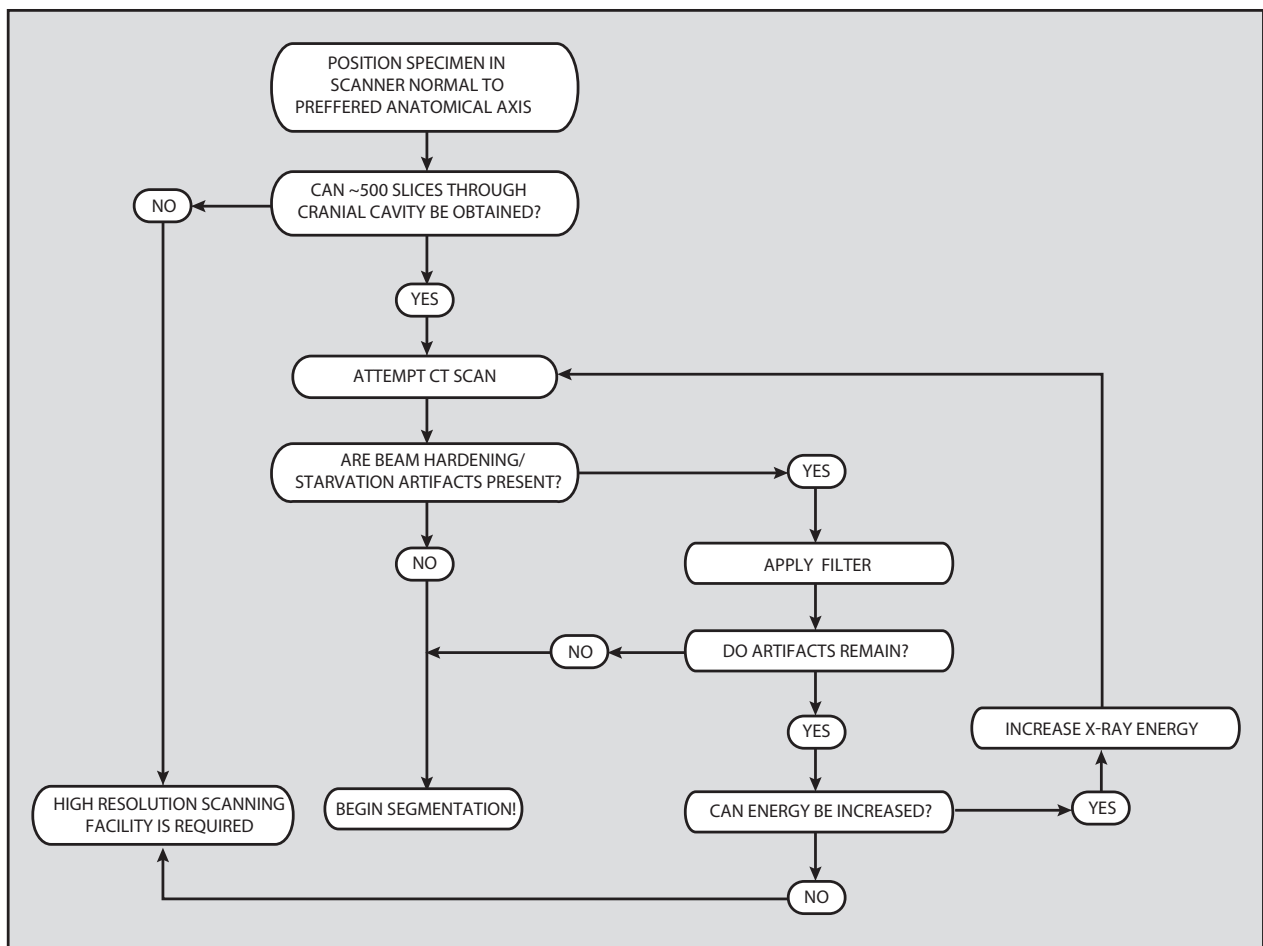 POSITION SPECIMEN IN
SCANNER NORMAL TO
PREFFERED ANATOMICAL AXIS
CAN ~500 SLICES THROUGH
CRANIAL CAVITY BE OBTAINED?
NO
YES
ATTEMPT CT SCAN
ARE BEAM HARDENING/
STARVATION ARTIFACTS PRESENT?
YES
NO
APPLY FILTER
DO ARTIFACTS REMAIN?
NO
YES
INCREASE X-RAY ENERGY
HIGH RESOLUTION SCANNING
FACILITY IS REQUIRED
BEGIN SEGMENTATION!
CAN ENERGY BE INCREASED?
YES
NO